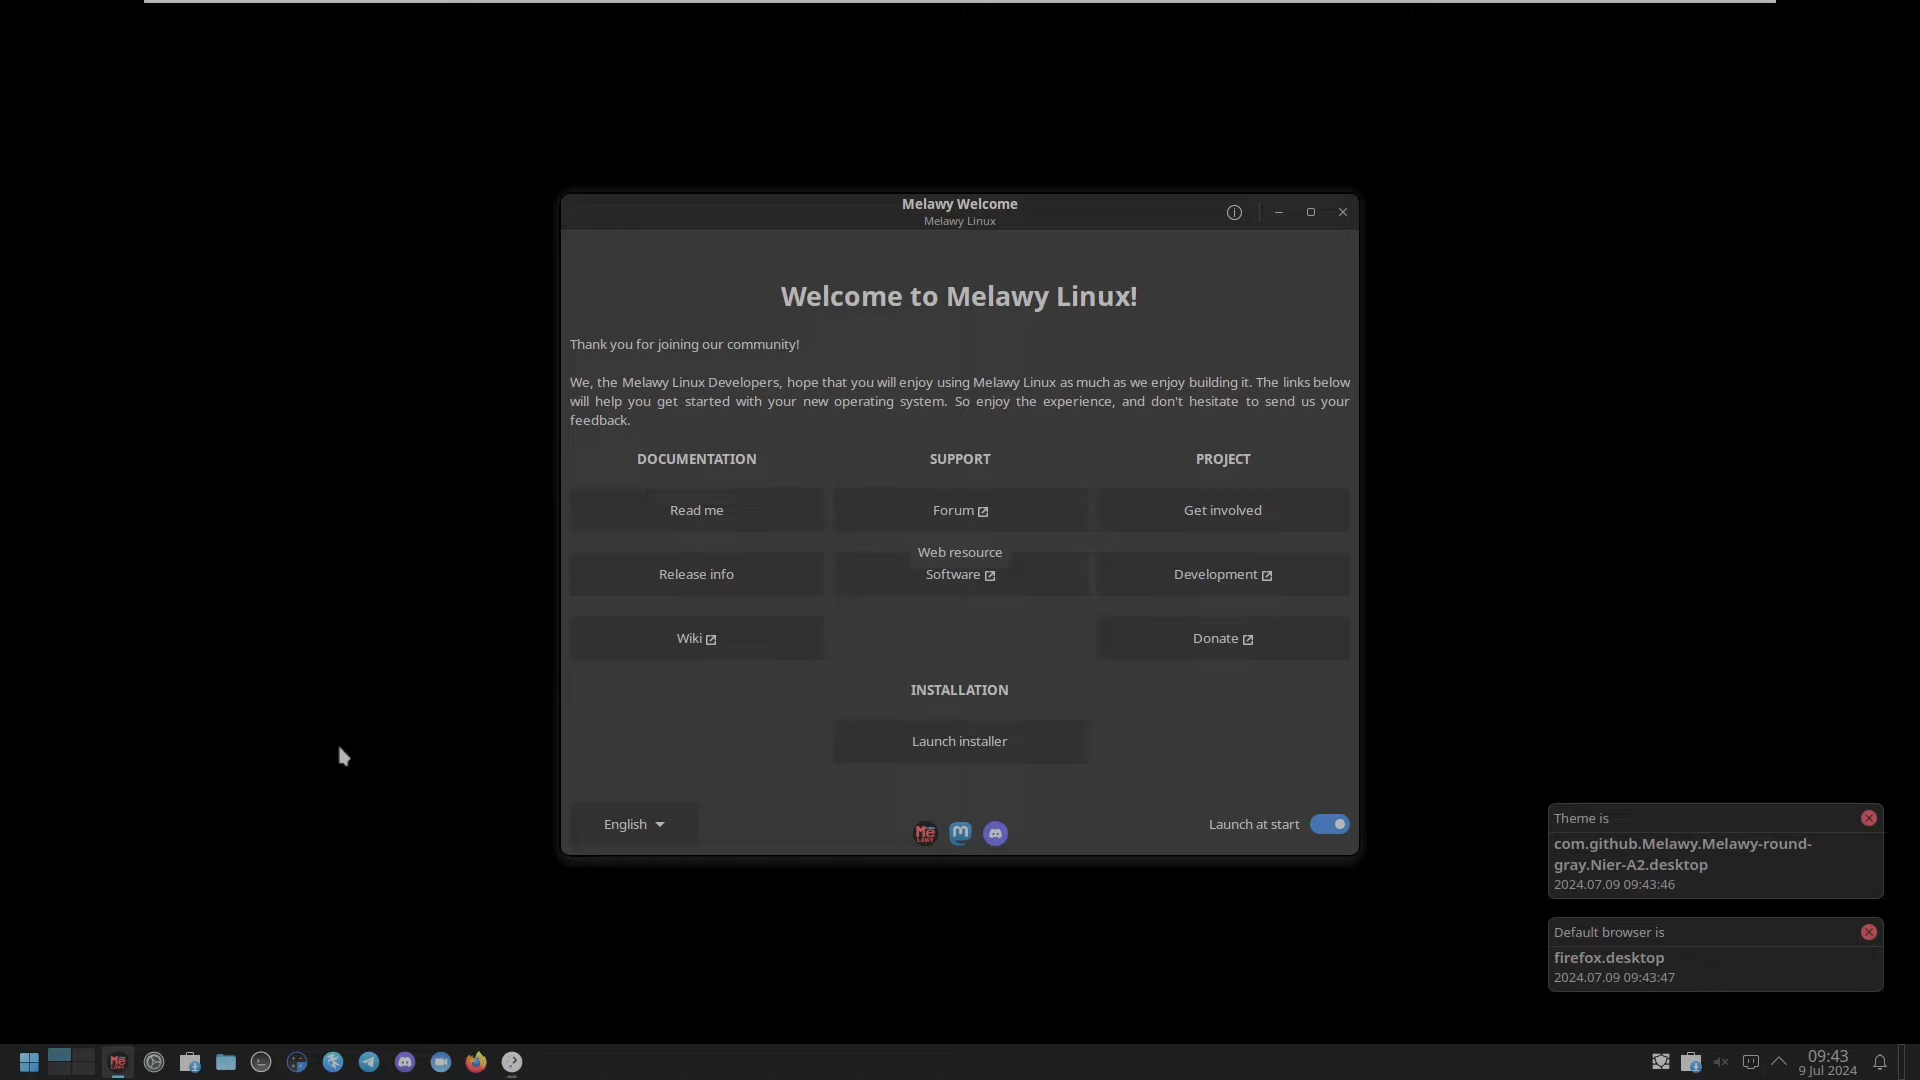 Melawy Welcome
Melawy Linux
Welcome to Melawy Linux!
Thank you for joining our community!
We, the Melawy Linux Developers, hope that you will enjoy using Melawy Linux as much as we enjoy building it. The links below
will help you get started with your new operating system. So enjoy the experience, and don't hesitate to send us your
feedback.
DOCUMENTATION
SUPPORT
PROJECT
Read me
Forum
Get involved
Web resource
Release info
Software
Development
Wiki
Donate
INSTALLATION
Launch installer
English
Me
LAWY
Launch at start
Theme is
com.github.Melawy.Melawy-round-
gray.Nier-A2.desktop
2024.07.09 09:43:46
Default browser is
firefox.desktop
2024.07.09 09:43:47
Me
LAWY
09:43
9 Jul 2024